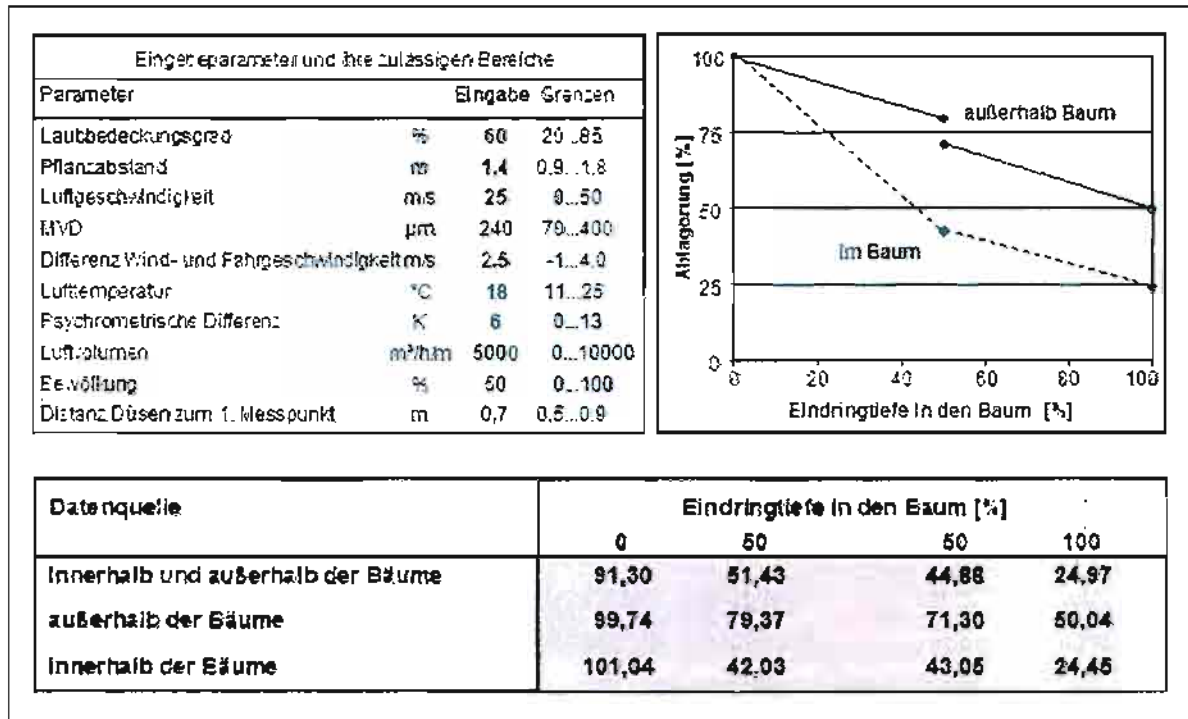 Eingabeparameter und ihre zulässigen Bereiche
Parameter Eingabe Grenzen
Laubbedeckungsgrad % 60 20...85
Pflanzabstand m 1,4 0,9...1,8
Luftgeschwindigkeit m/s 25 0...50
MVD µm 240 70...400
Differenz Wind- und Fahrgeschwindigkeit m/s 2,5 -1...4,0
Lufttemperatur °C 18 11...25
Psychrometrische Differenz K 6 0...13
Luftvolumen m³/h/m 5000 0...10000
Bewölkung % 50 0...100
Distanz Düsen zum 1. Messpunkt m 0,7 0,5...0,9
100
75
50
25
0
Ablagerung [%]
außerhalb Baum
im Baum
0 20 40 60 80 100
Eindringtiefe in den Baum [%]
Datenquelle Eindringtiefe in den Baum [%]
0 50 50 100
innerhalb und außerhalb der Bäume 91,30 51,43 44,88 24,97
außerhalb der Bäume 99,74 79,37 71,30 50,04
innerhalb der Bäume 101,04 42,03 43,05 24,45